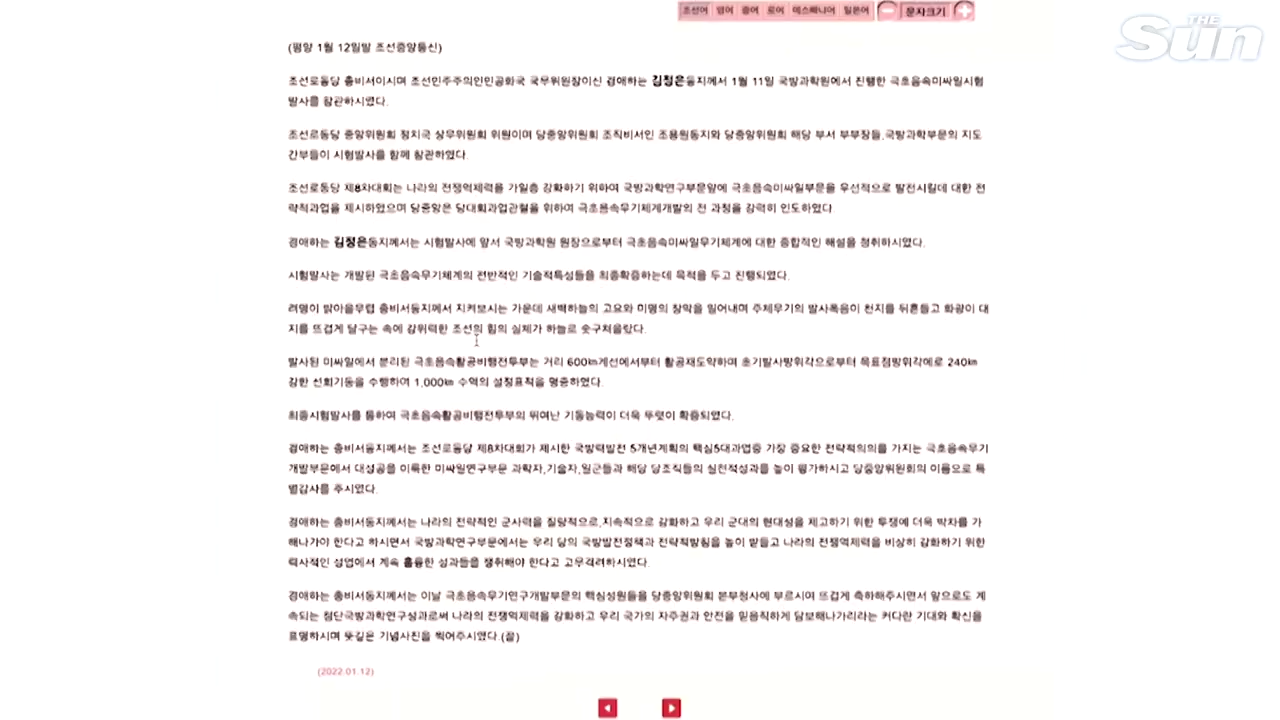 조선어 영어 중어 로어 에스빠냐어 일본어 문자크기
THE Sun
(평양 1월 12일발 조선중앙통신)
조선로동당 총비서이시며 조선민주주의인민공화국 국무위원장이신 경애하는 김정은동지께서 1월 11일 국방과학원에서 진행한 극초음속미싸일시험
발사를 참관하시였다.
조선로동당 중앙위원회 정치국 상무위원회 위원이며 당중앙위원회 조직비서인 조용원동지와 당중앙위원회 해당 부서 부부장들,국방과학부문의 지도
간부들이 시험발사를 함께 참관하였다.
조선로동당 제8차대회는 나라의 전쟁억제력을 가일층 강화하기 위하여 국방과학연구부문앞에 극초음속미싸일부문을 우선적으로 발전시킬데 대한 전
략적과업을 제시하였으며 당중앙은 당대회과업관철을 위하여 극초음속무기체계개발의 전 과정을 강력히 인도하였다.
경애하는 김정은동지께서는 시험발사에 앞서 국방과학원 원장으로부터 극초음속미싸일무기체계에 대한 종합적인 해설을 청취하시였다.
시험발사는 개발된 극초음속무기체계의 전반적인 기술적특성들을 최종확증하는데 목적을 두고 진행되였다.
려명이 밝아올무렵 총비서동지께서 지켜보시는 가운데 새벽하늘의 고요와 미명의 장막을 밀어내며 주체무기의 발사폭음이 천지를 뒤흔들고 화광이 대
지를 뜨겁게 달구는 속에 강위력한 조선의 힘의 실체가 하늘로 솟구쳐올랐다.
발사된 미싸일에서 분리된 극초음속활공비행전투부는 거리 600㎞계선에서부터 활공재도약하며 초기발사방위각으로부터 목표점방위각에로 240㎞
강한 선회기동을 수행하여 1,000㎞ 수역의 설정표적을 명중하였다.
최종시험발사를 통하여 극초음속활공비행전투부의 뛰여난 기동능력이 더욱 뚜렷이 확증되였다.
경애하는 총비서동지께서는 조선로동당 제8차대회가 제시한 국방력발전 5개년계획의 핵심5대과업중 가장 중요한 전략적의의를 가지는 극초음속무기
개발부문에서 대성공을 이룩한 미싸일연구부문 과학자,기술자,일군들과 해당 당조직들의 실천적성과를 높이 평가하시고 당중앙위원회의 이름으로 특
별감사를 주시였다.
경애하는 총비서동지께서는 나라의 전략적인 군사력을 질량적으로,지속적으로 강화하고 우리 군대의 현대성을 제고하기 위한 투쟁에 더욱 박차를 가
해나가야 한다고 하시면서 국방과학연구부문에서는 우리 당의 국방발전정책과 전략적방침을 높이 받들고 나라의 전쟁억제력을 비상히 강화하기 위한
력사적인 성업에서 계속 훌륭한 성과들을 쟁취해야 한다고 고무격려하시였다.
경애하는 총비서동지께서는 이날 극초음속무기연구개발부문의 핵심성원들을 당중앙위원회 본부청사에 부르시여 뜨겁게 축하해주시면서 앞으로도 계
속되는 첨단국방과학연구성과로써 나라의 전쟁억제력을 강화하고 우리 국가의 자주권과 안전을 믿음직하게 담보해나가리라는 커다란 기대와 확신을
표명하시며 뜻깊은 기념사진을 찍어주시였다.(끝)
(2022.01.12)